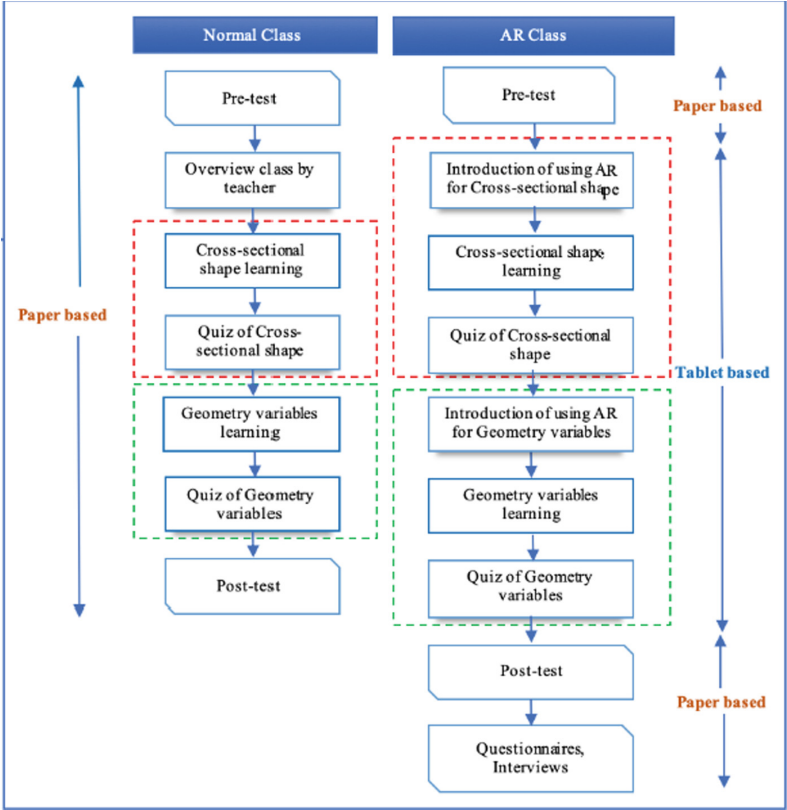 Normal Class
AR Class
Pre-test
Overview class by
teacher
Cross-sectional
shape learning
Quiz of Cross-
sectional shape
Geometry variables
learning
Quiz of Geometry
variables
Post-test
Paper based
Pre-test
Introduction of using AR
for Cross-sectional shape
Cross-sectional shape
learning
Quiz of Cross-sectional
shape
Introduction of using AR
for Geometry variables
Geometry variables
learning
Quiz of Geometry
variables
Post-test
Questionnaires,
Interviews
Paper based
Tablet based
Paper based